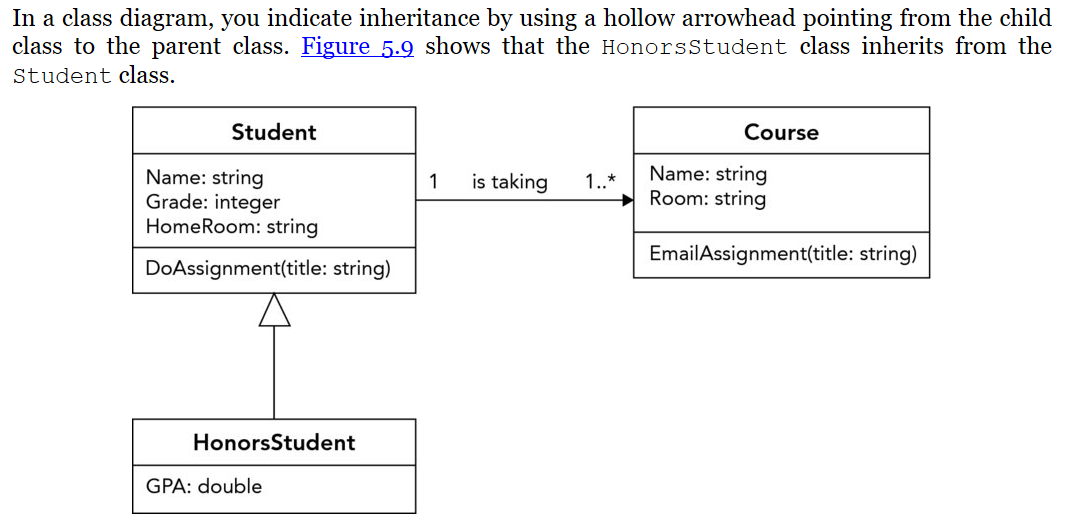 In a class diagram, you indicate inheritance by using a hollow arrowhead pointing from the child
class to the parent class. Figure 5.9 shows that the HonorsStudent class inherits from the
Student class.
Student
Name: string
Grade: integer
HomeRoom: string
DoAssignment(title: string)
1 is taking 1..*
Course
Name: string
Room: string
EmailAssignment(title: string)
HonorsStudent
GPA: double